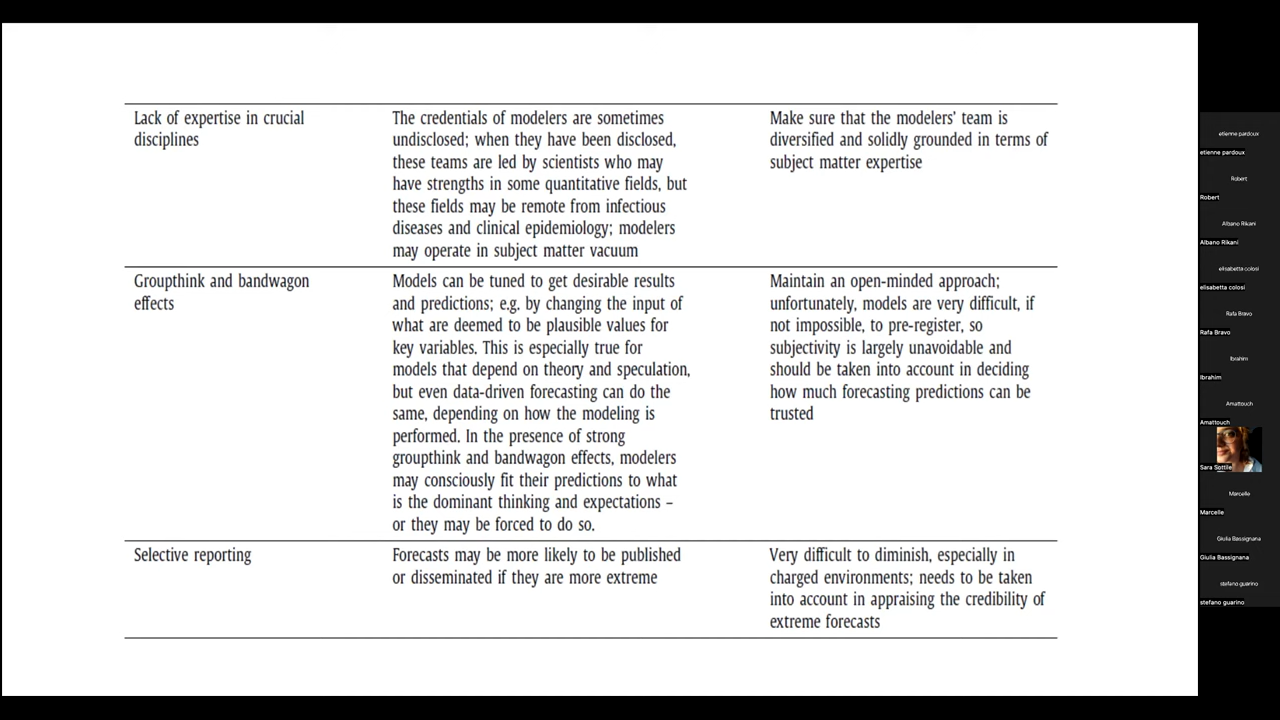 Lack of expertise in crucial
disciplines
The credentials of modelers are sometimes
undisclosed; when they have been disclosed,
these teams are led by scientists who may
have strengths in some quantitative fields, but
these fields may be remote from infectious
diseases and clinical epidemiology; modelers
may operate in subject matter vacuum
Make sure that the modelers' team is
diversified and solidly grounded in terms of
subject matter expertise
Groupthink and bandwagon
effects
Models can be tuned to get desirable results
and predictions; e.g. by changing the input of
what are deemed to be plausible values for
key variables. This is especially true for
models that depend on theory and speculation,
but even data-driven forecasting can do the
same, depending on how the modeling is
performed. In the presence of strong
groupthink and bandwagon effects, modelers
may consciously fit their predictions to what
is the dominant thinking and expectations –
or they may be forced to do so.
Maintain an open-minded approach;
unfortunately, models are very difficult, if
not impossible, to pre-register, so
subjectivity is largely unavoidable and
should be taken into account in deciding
how much forecasting predictions can be
trusted
Selective reporting
Forecasts may be more likely to be published
or disseminated if they are more extreme
Very difficult to diminish, especially in
charged environments; needs to be taken
into account in appraising the credibility of
extreme forecasts
etienne pardoux
etienne pardoux
Robert
Robert
Albano Rikani
Albano Rikani
elisabetta colosi
elisabetta colosi
Rafa Bravo
Rafa Bravo
Ibrahim
Ibrahim
Amattouch
Amattouch
Sara Sottile
Marcelle
Marcelle
Giulia Bassignana
Giulia Bassignana
stefano guarino
stefano guarino